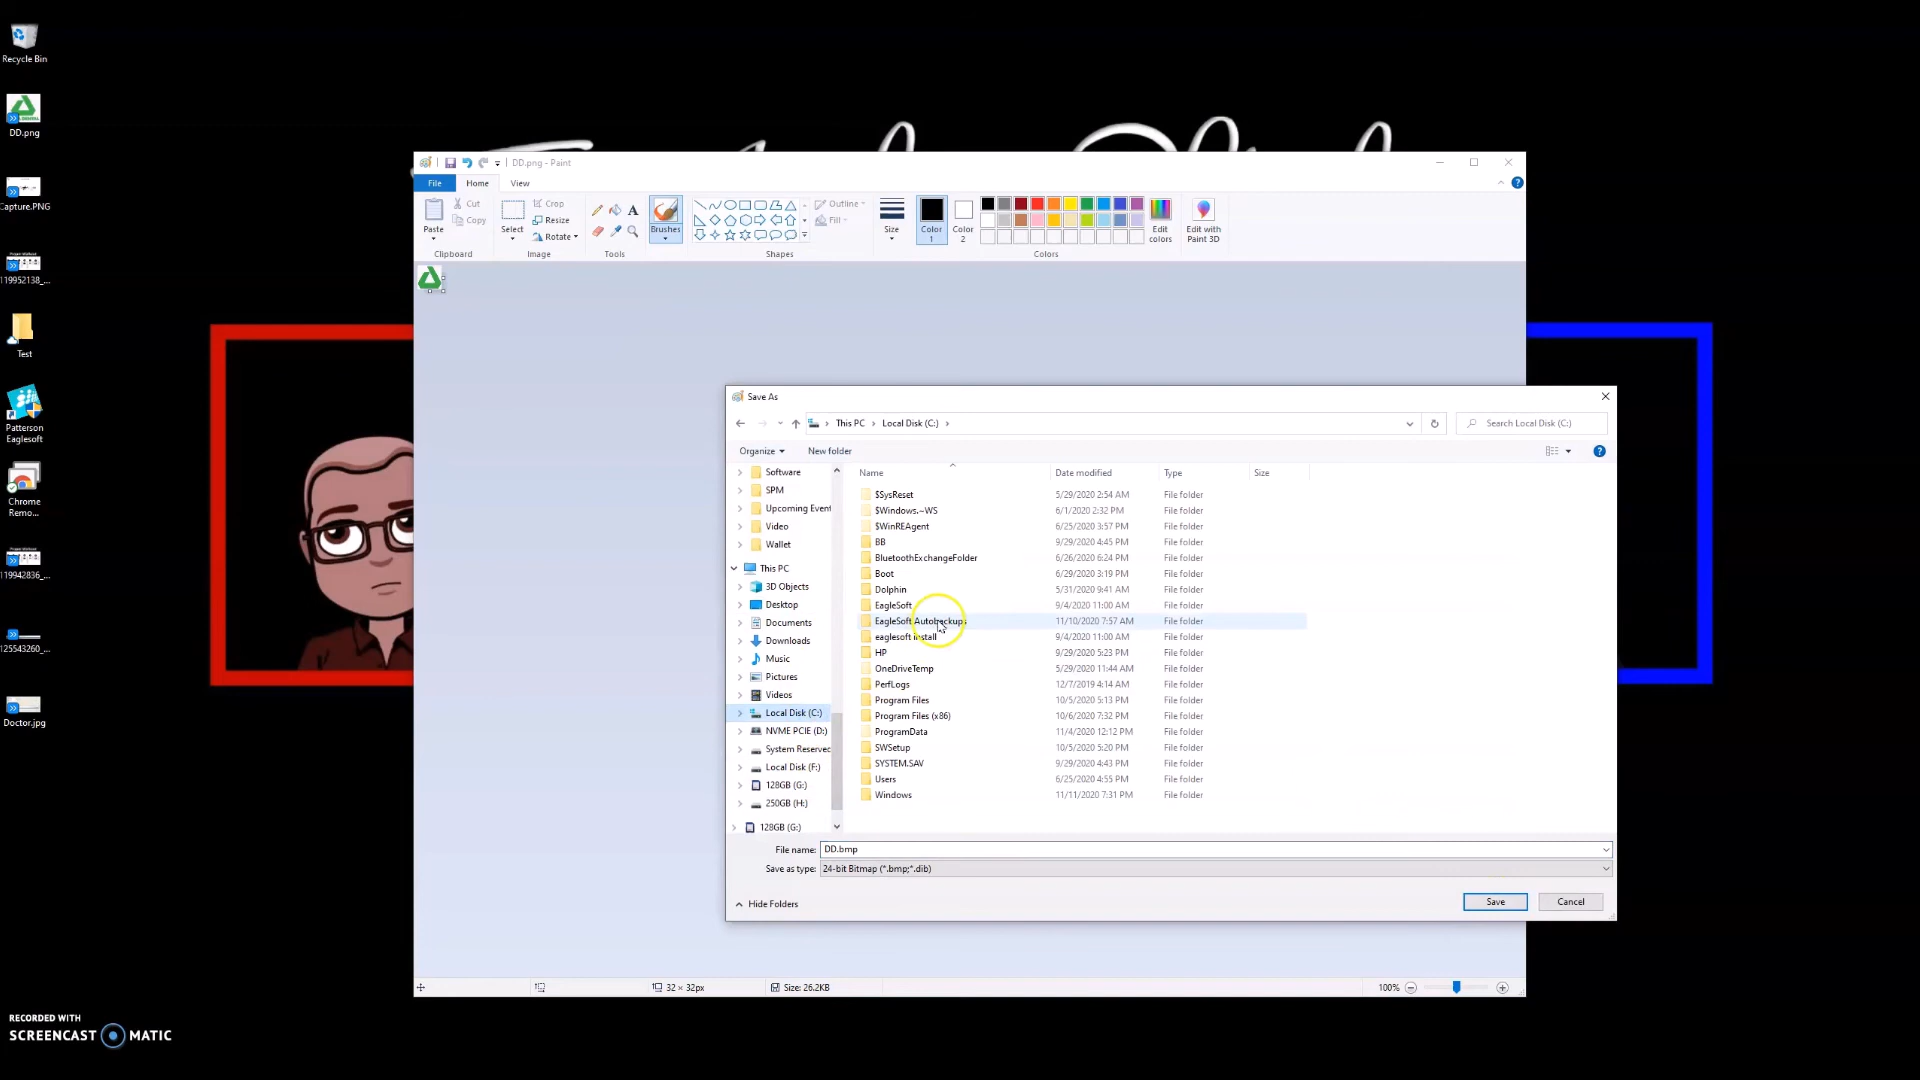 Recycle Bin
DD.png
Capture.PNG
119952138_...
Test
Patterson
Eaglesoft
Chrome
Remo...
119942836_...
125543260_...
Doctor.jpg
DD.png - Paint
File
Home
View
Paste
Cut
Copy
Clipboard
Select
Crop
Resize
Rotate
Image
A
Tools
Brushes
Shapes
Outline
Fill
Size
Color
1
Color
2
Colors
Edit
colors
Edit with
Paint 3D
Save As
This PC
Local Disk (C:)
Search Local Disk (C:)
Organize
New folder
Software
SPM
Upcoming Event
Video
Wallet
This PC
3D Objects
Desktop
Documents
Downloads
Music
Pictures
Videos
Local Disk (C:)
NVME PCIE (D:)
System Reserved
Local Disk (F:)
128GB (G:)
250GB (H:)
128GB (G:)
Name Date modified Type Size
$SysReset 5/29/2020 2:54 AM File folder
$Windows.~WS 6/1/2020 2:32 PM File folder
$WinREAgent 6/25/2020 3:57 PM File folder
BB 9/29/2020 4:45 PM File folder
BluetoothExchangeFolder 6/26/2020 6:24 PM File folder
Boot 6/29/2020 3:19 PM File folder
Dolphin 5/31/2020 9:41 AM File folder
EagleSoft 9/4/2020 11:00 AM File folder
EagleSoft Autobackups 11/10/2020 7:57 AM File folder
eaglesoft install 9/4/2020 11:00 AM File folder
HP 9/29/2020 5:23 PM File folder
OneDriveTemp 5/29/2020 11:44 AM File folder
PerfLogs 12/7/2019 4:14 AM File folder
Program Files 10/5/2020 5:13 PM File folder
Program Files (x86) 10/6/2020 7:32 PM File folder
ProgramData 11/4/2020 12:12 PM File folder
SWSetup 10/5/2020 5:20 PM File folder
SYSTEM.SAV 9/29/2020 4:43 PM File folder
Users 6/25/2020 4:55 PM File folder
Windows 11/11/2020 7:31 PM File folder
File name: DD.bmp
Save as type: 24-bit Bitmap (*.bmp;*.dib)
Hide Folders
Save
Cancel
32 × 32px
Size: 26.2KB
100%
RECORDED WITH
SCREENCAST MATIC